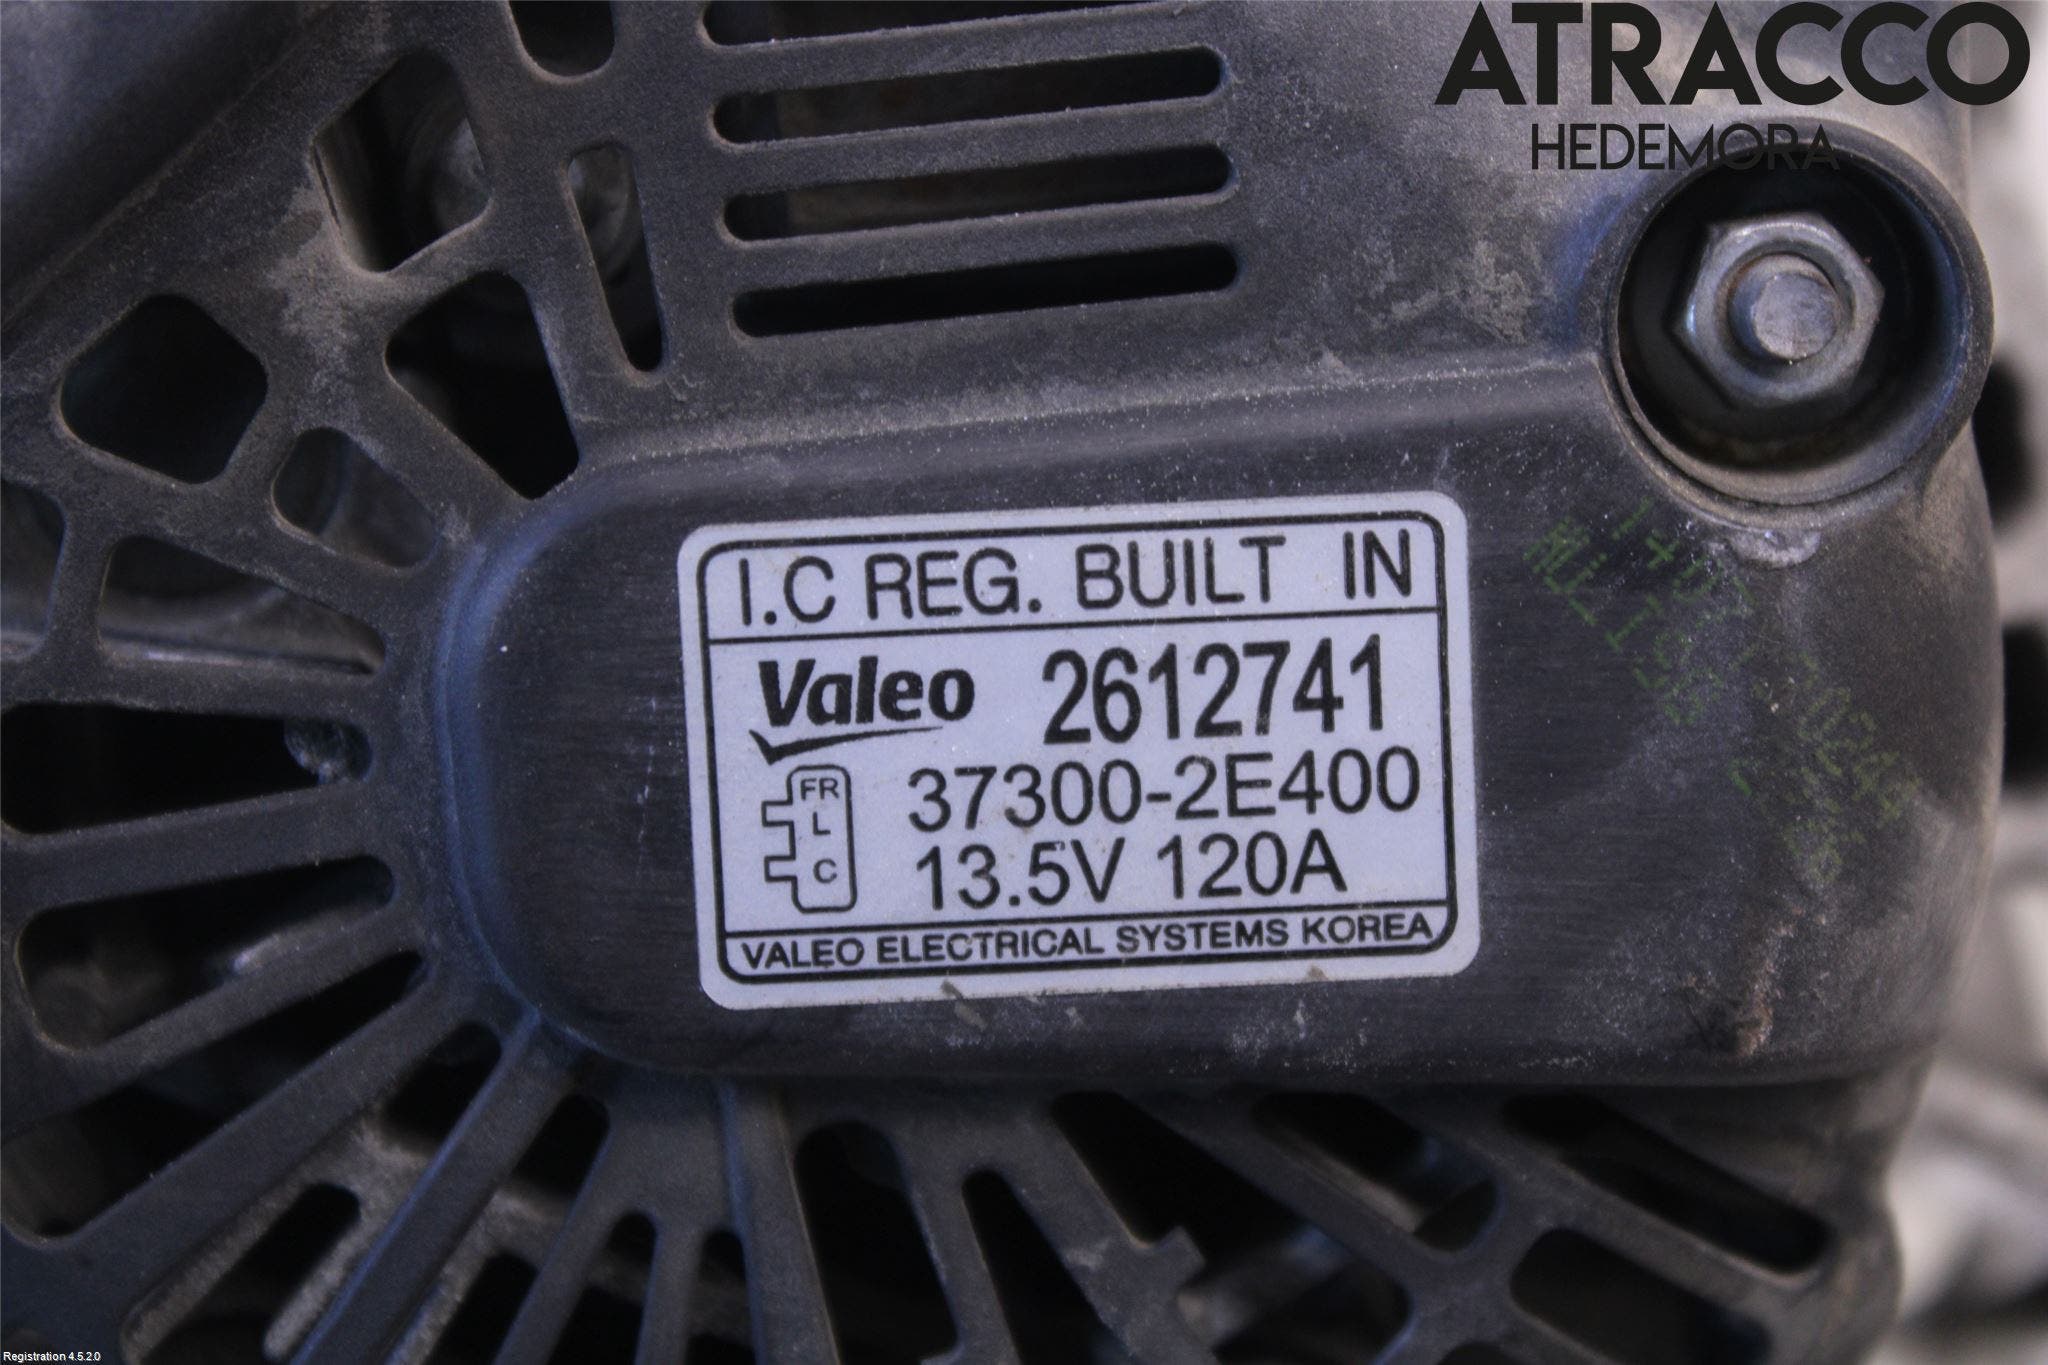 ATRACCO
HEDEMORA
I.C REG. BUILT IN
Valeo 2612741
FR
L
C
37300-2E400
13.5V 120A
VALEO ELECTRICAL SYSTEMS KOREA
Registration 4.5.2.0